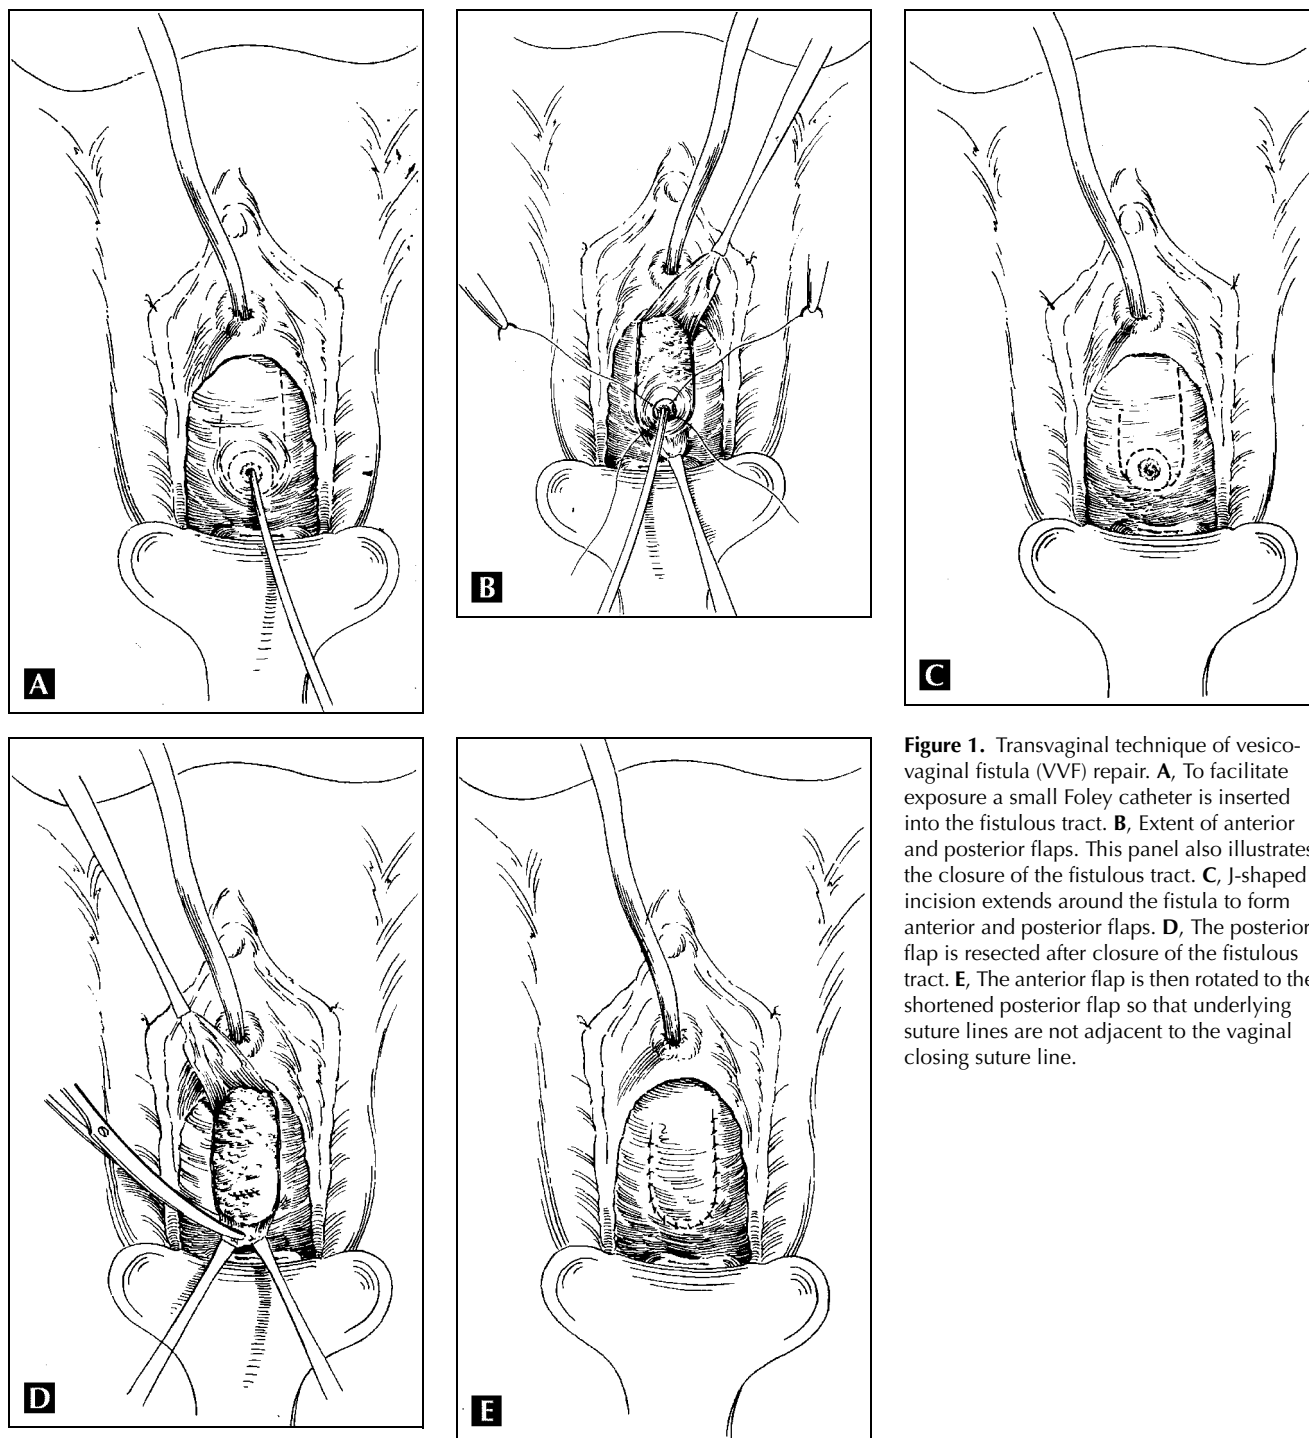 A
B
C
D
E
Figure 1. Transvaginal technique of vesico-
vaginal fistula (VVF) repair. A, To facilitate
exposure a small Foley catheter is inserted
into the fistulous tract. B, Extent of anterior
and posterior flaps. This panel also illustrates
the closure of the fistulous tract. C, J-shaped
incision extends around the fistula to form
anterior and posterior flaps. D, The posterior
flap is resected after closure of the fistulous
tract. E, The anterior flap is then rotated to the
shortened posterior flap so that underlying
suture lines are not adjacent to the vaginal
closing suture line.